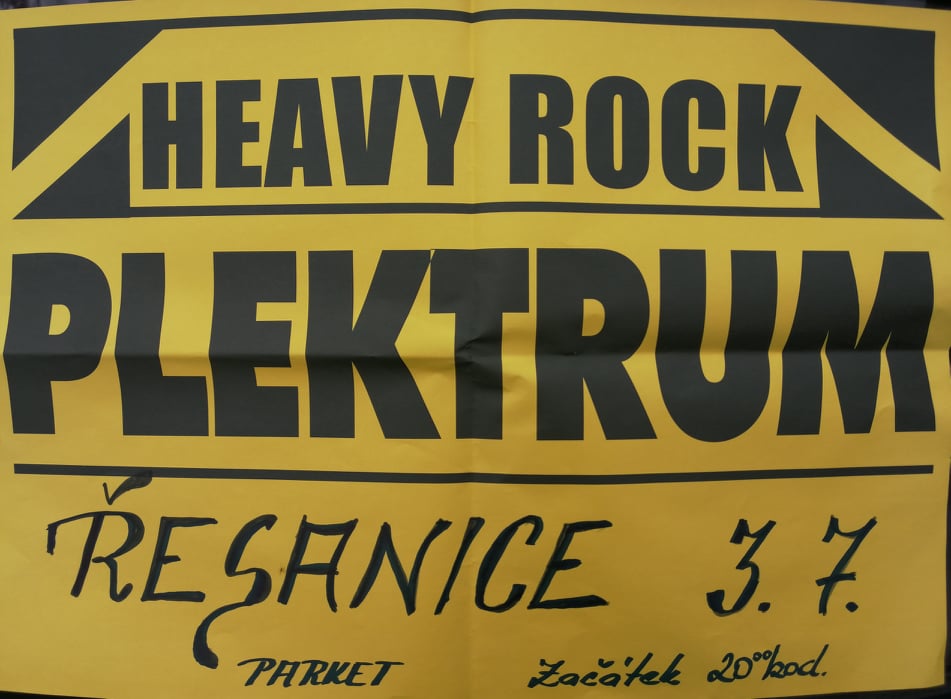 HEAVY ROCK
PLEKTRUM
ŘESANICE 3. 7.
PARKET Začátek 20⁰⁰hod.